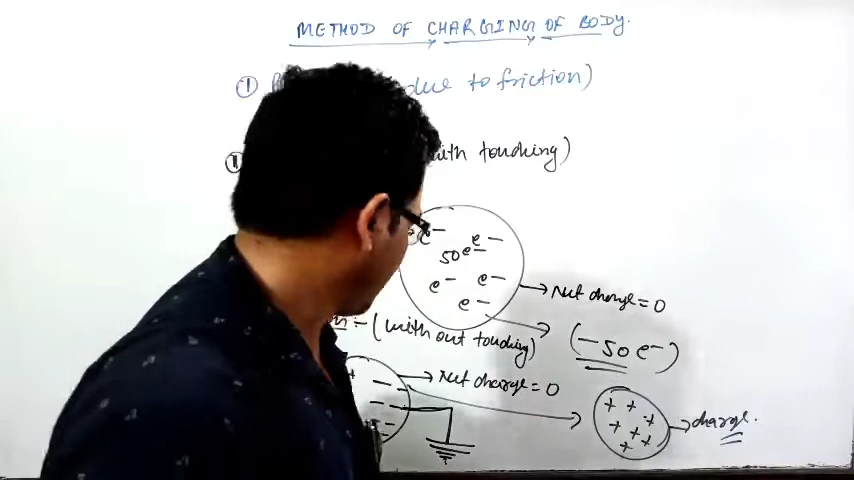 METHOD OF CHARGING OF BODY.
① due to friction)
with touching)
e- e-
50e-
e- e-
e-
Net charge = 0
:- (with out touching) (-50e-)
+ - Net charge = 0
+ + + + + + + charge.